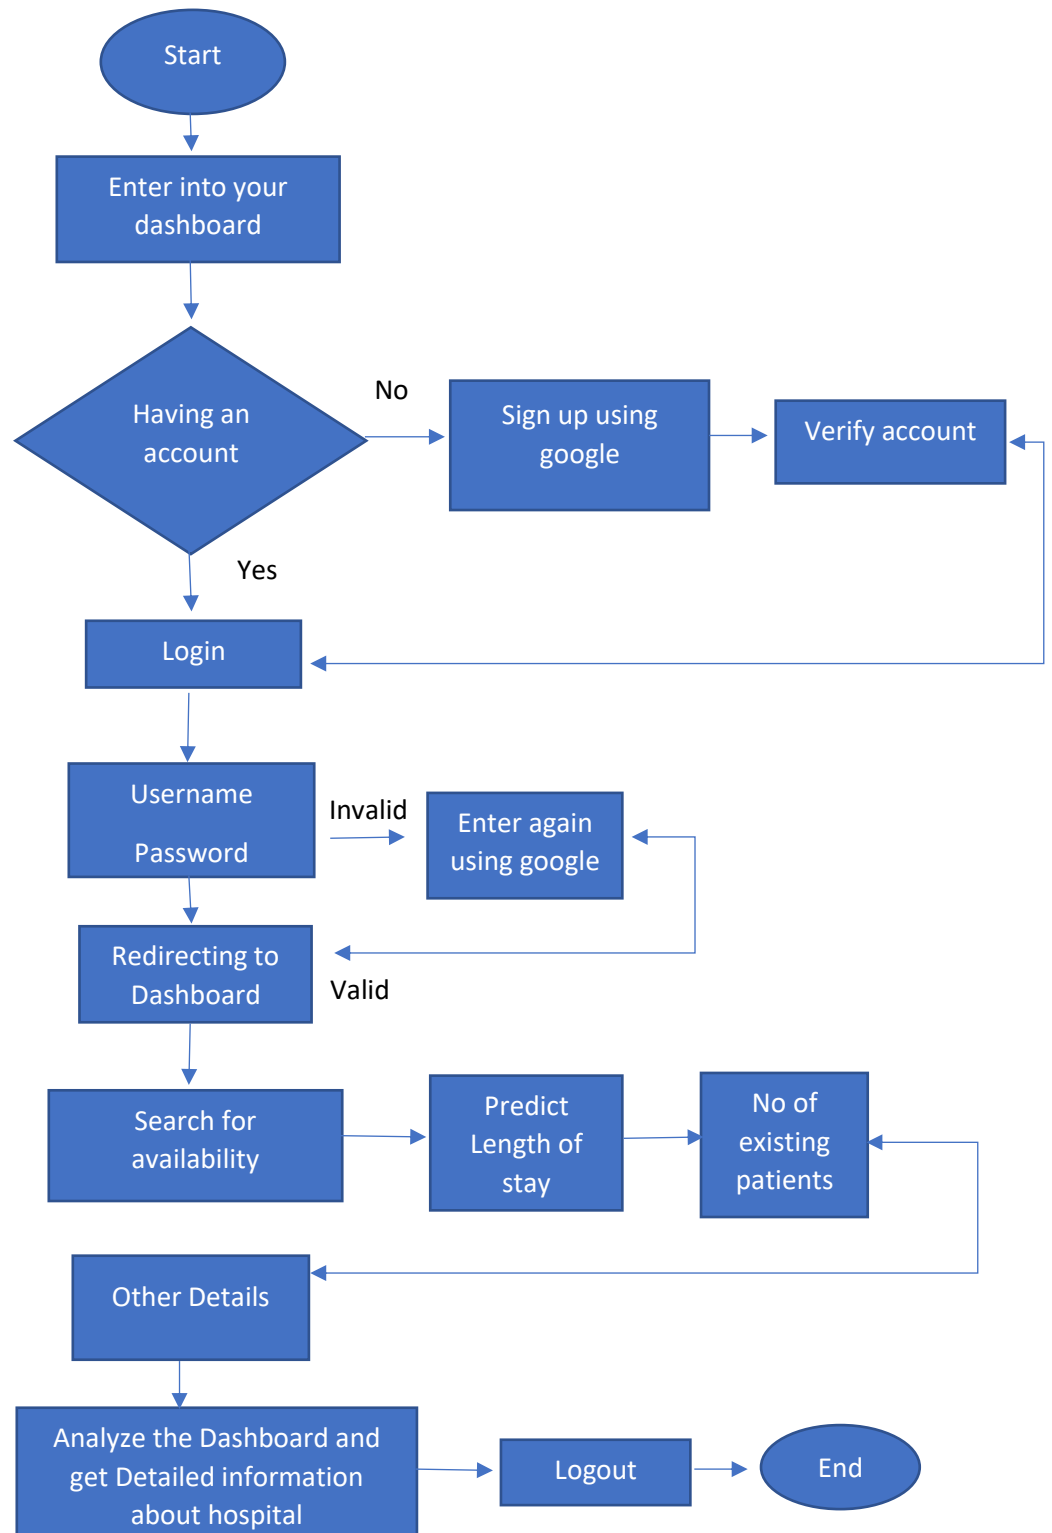 Start
Enter into your
dashboard
Having an
account
No
Sign up using
google
Verify account
Yes
Login
Username
Password
Invalid
Enter again
using google
Redirecting to
Dashboard
Valid
Search for
availability
Predict
Length of
stay
No of
existing
patients
Other Details
Analyze the Dashboard and
get Detailed information
about hospital
Logout
End